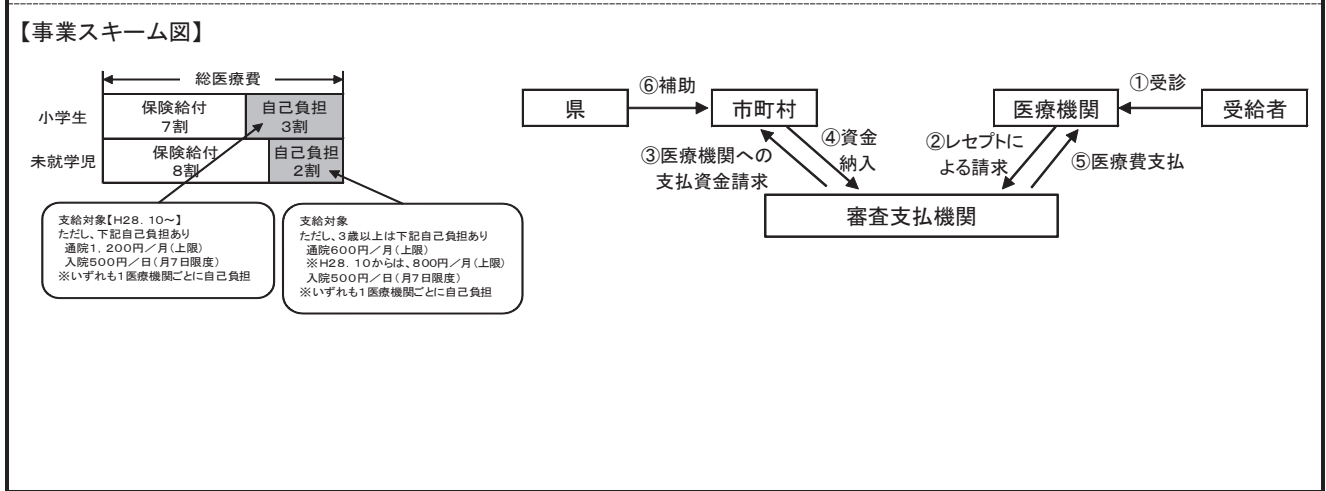 【事業スキーム図】
総医療費
小学生
保険給付
7割
自己負担
3割
未就学児
保険給付
8割
自己負担
2割
支給対象【H28.10~】
ただし、下記自己負担あり
通院1,200円/月(上限)
入院500円/日(月7日限度)
※いずれも1医療機関ごとに自己負担
支給対象
ただし、3歳以上は下記自己負担あり
通院600円/月(上限)
※H28.10からは、800円/月(上限)
入院500円/日(月7日限度)
※いずれも1医療機関ごとに自己負担
県
⑥補助
市町村
医療機関
①受診
受給者
③医療機関への
支払資金請求
④資金
納入
②レセプトに
よる請求
⑤医療費支払
審査支払機関